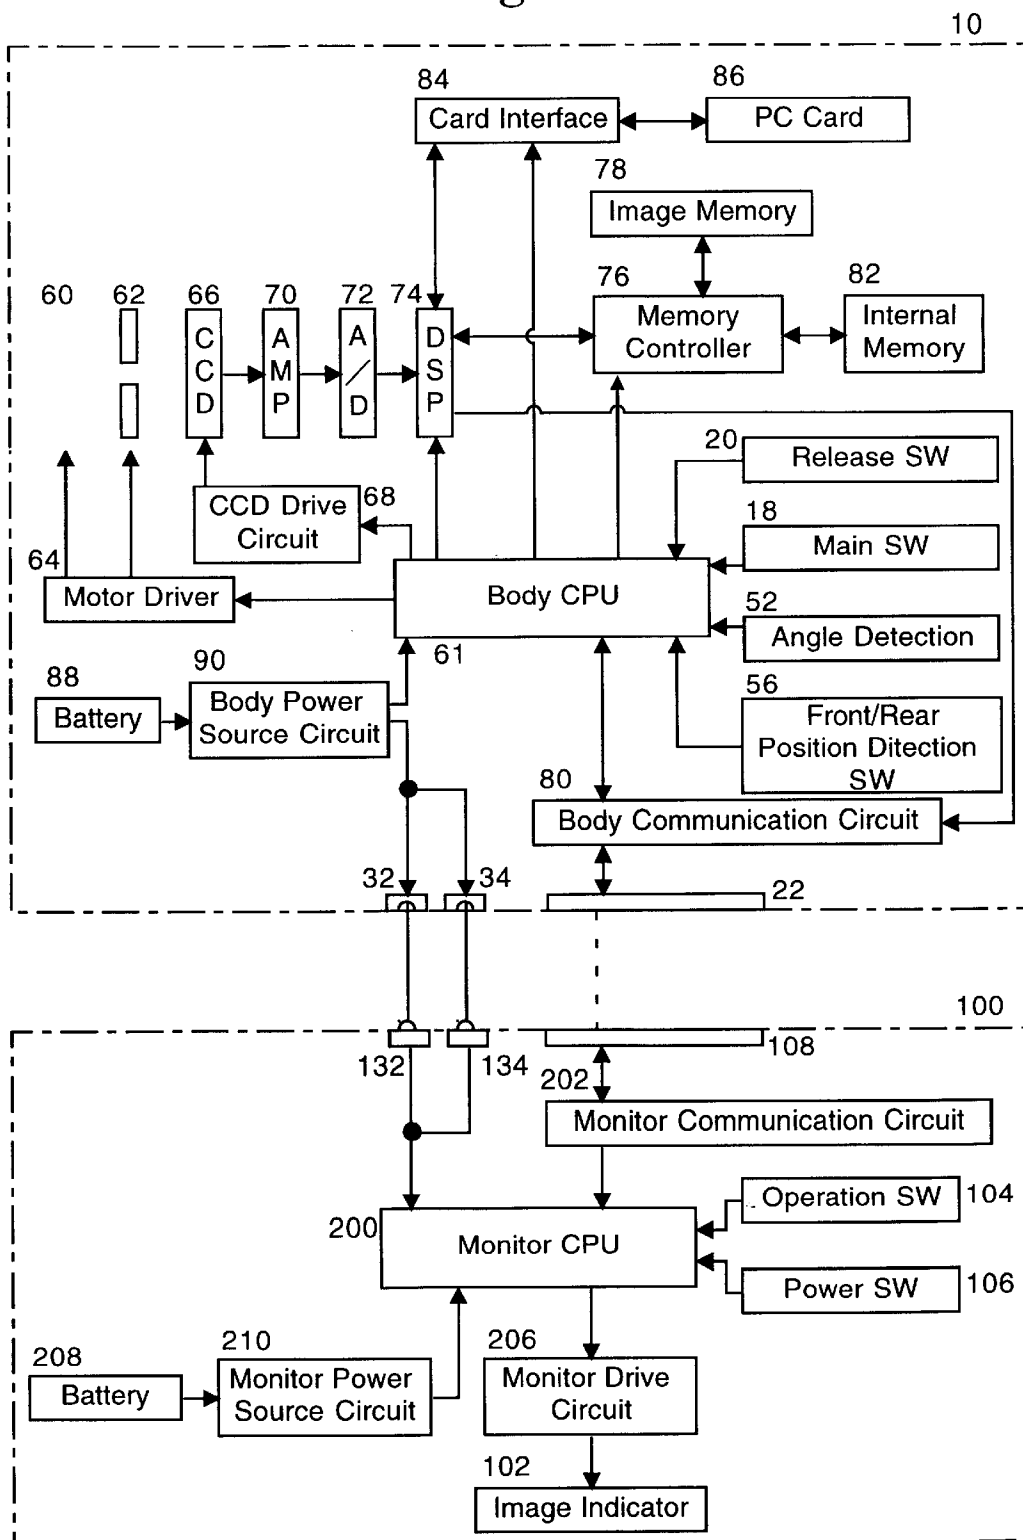 g
10
84
86
Card Interface
PC Card
78
Image Memory
60
62
66
70
72
74
76
82
CCD
AMP
A/D
DSP
Memory
Controller
Internal
Memory
20
Release SW
CCD Drive
Circuit
68
18
Main SW
64
Motor Driver
Body CPU
52
Angle Detection
61
88
90
Battery
Body Power
Source Circuit
56
Front/Rear
Position Ditection
SW
80
Body Communication Circuit
32
34
22
100
132
134
108
202
Monitor Communication Circuit
Operation SW
104
200
Monitor CPU
Power SW
106
208
210
206
Battery
Monitor Power
Source Circuit
Monitor Drive
Circuit
102
Image Indicator